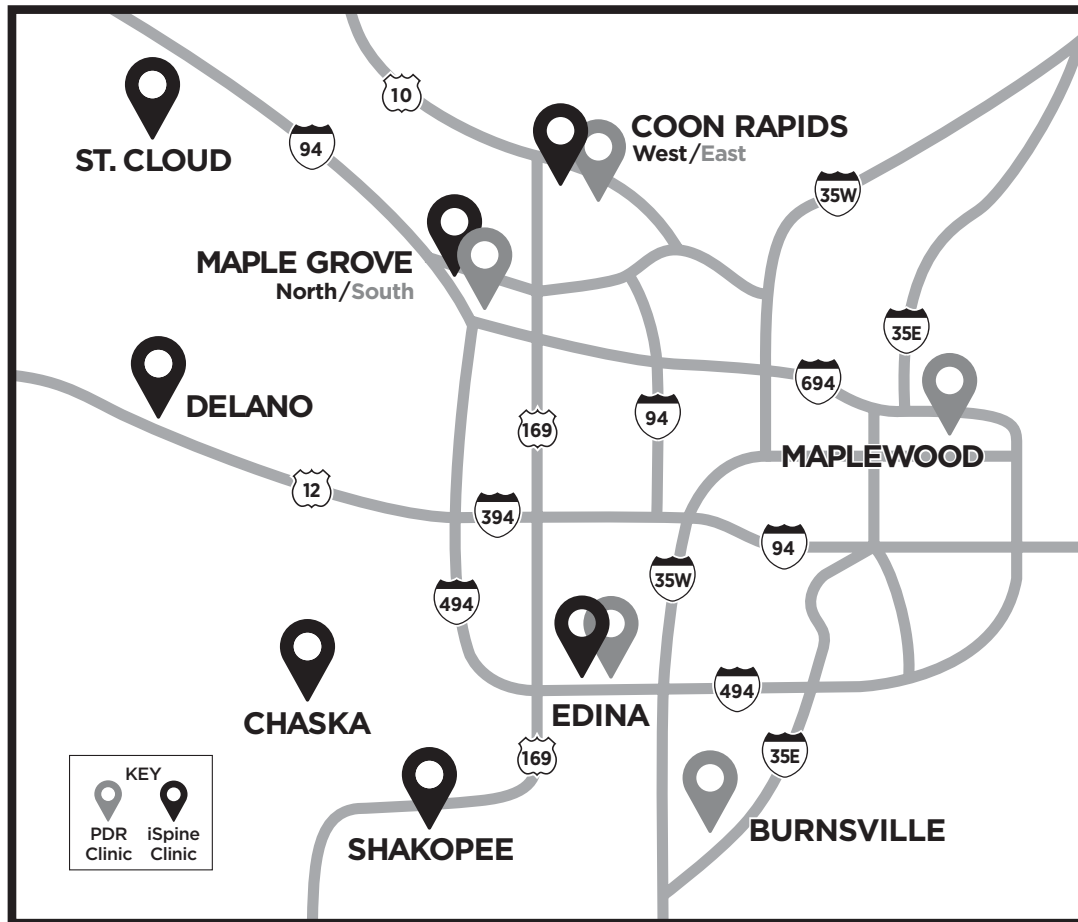 10
COON RAPIDS
West/East
94
ST. CLOUD
35W
MAPLE GROVE
North/South
35E
694
DELANO
94
169
MAPLEWOOD
12
394
94
35W
494
CHASKA
EDINA
494
169
35E
KEY
PDR
Clinic
iSpine
Clinic
SHAKOPEE
BURNSVILLE